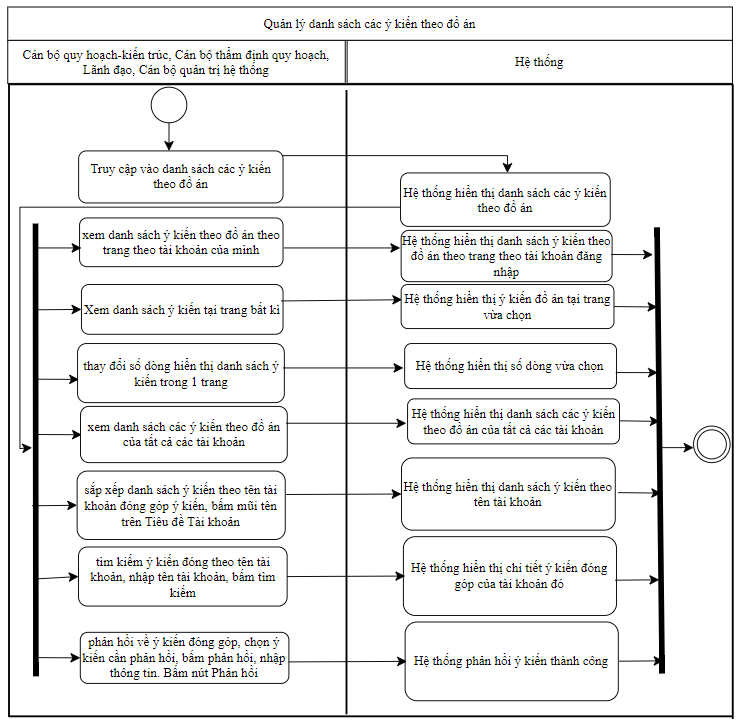 Quản lý danh sách các ý kiến theo đồ án
Cán bộ quy hoạch-kiến trúc, Cán bộ thẩm định quy hoạch,
Lãnh đạo, Cán bộ quản trị hệ thống
Hệ thống
Truy cập vào danh sách các ý kiến
theo đồ án
Hệ thống hiển thị danh sách các ý kiến
theo đồ án
xem danh sách ý kiến theo đồ án theo
trang theo tài khoản của mình
Hệ thống hiển thị danh sách ý kiến theo
đồ án theo trang theo tài khoản đăng
nhập
Xem danh sách ý kiến tại trang bất kì
Hệ thống hiển thị ý kiến đồ án tại trang
vừa chọn
thay đổi số dòng hiển thị danh sách ý
kiến trong 1 trang
Hệ thống hiển thị số dòng vừa chọn
xem danh sách các ý kiến theo đồ án
của tất cả các tài khoản
Hệ thống hiển thị danh sách các ý kiến
theo đồ án của tất cả các tài khoản
sắp xếp danh sách ý kiến theo tên tài
khoản đóng góp ý kiến, bấm mũi tên
trên Tiêu đề Tài khoản
Hệ thống hiển thị danh sách ý kiến theo
tên tài khoản
tìm kiếm ý kiến đóng theo tên tài
khoản, nhập tên tài khoản, bấm tìm
kiếm
Hệ thống hiển thị chi tiết ý kiến đóng
góp của tài khoản đó
phản hồi về ý kiến đóng góp, chọn ý
kiến cần phản hồi, bấm phản hồi, nhập
thông tin. Bấm nút Phản hồi
Hệ thống phản hồi ý kiến thành công